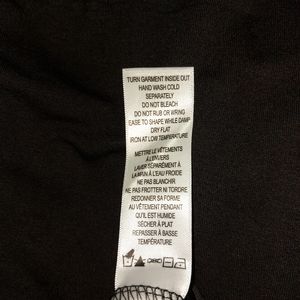 TURN GARMENT INSIDE OUT
HAND WASH COLD
SEPARATELY
DO NOT BLEACH
DO NOT RUB OR WRING
EASE TO SHAPE WHILE DAMP
DRY FLAT
IRON AT LOW TEMPERATURE
METTRE LE VÊTEMENTS
À L'ENVERS
LAVER SÉPARÉMENT À
LA MAIN À L'EAU FROIDE
NE PAS BLANCHIR
NE PAS FROTTER NI TORDRE
REDONNER SA FORME
AU VÊTEMENT PENDANT
QU'IL EST HUMIDE
SÉCHER À PLAT
REPASSER À BASSE
TEMPÉRATURE